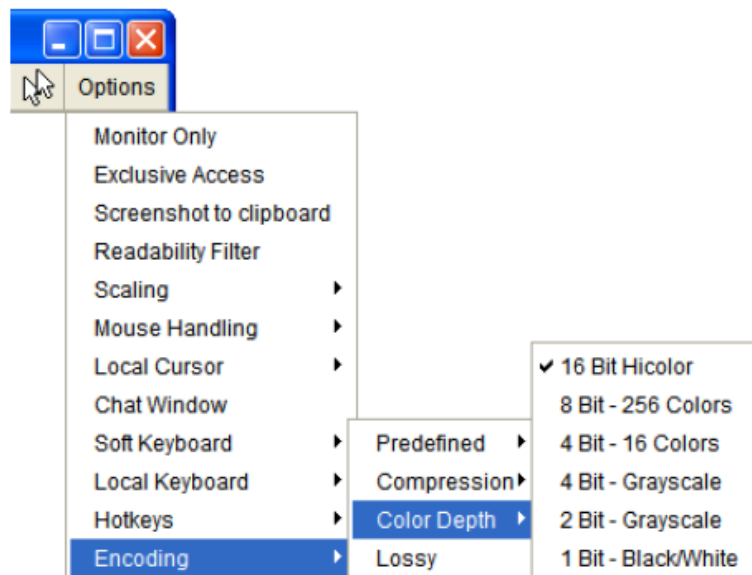 Options
Monitor Only
Exclusive Access
Screenshot to clipboard
Readability Filter
Scaling
Mouse Handling
Local Cursor
Chat Window
Soft Keyboard
Local Keyboard
Hotkeys
Encoding
Predefined
Compression
Color Depth
Lossy
16 Bit Hicolor
8 Bit - 256 Colors
4 Bit - 16 Colors
4 Bit - Grayscale
2 Bit - Grayscale
1 Bit - Black/White